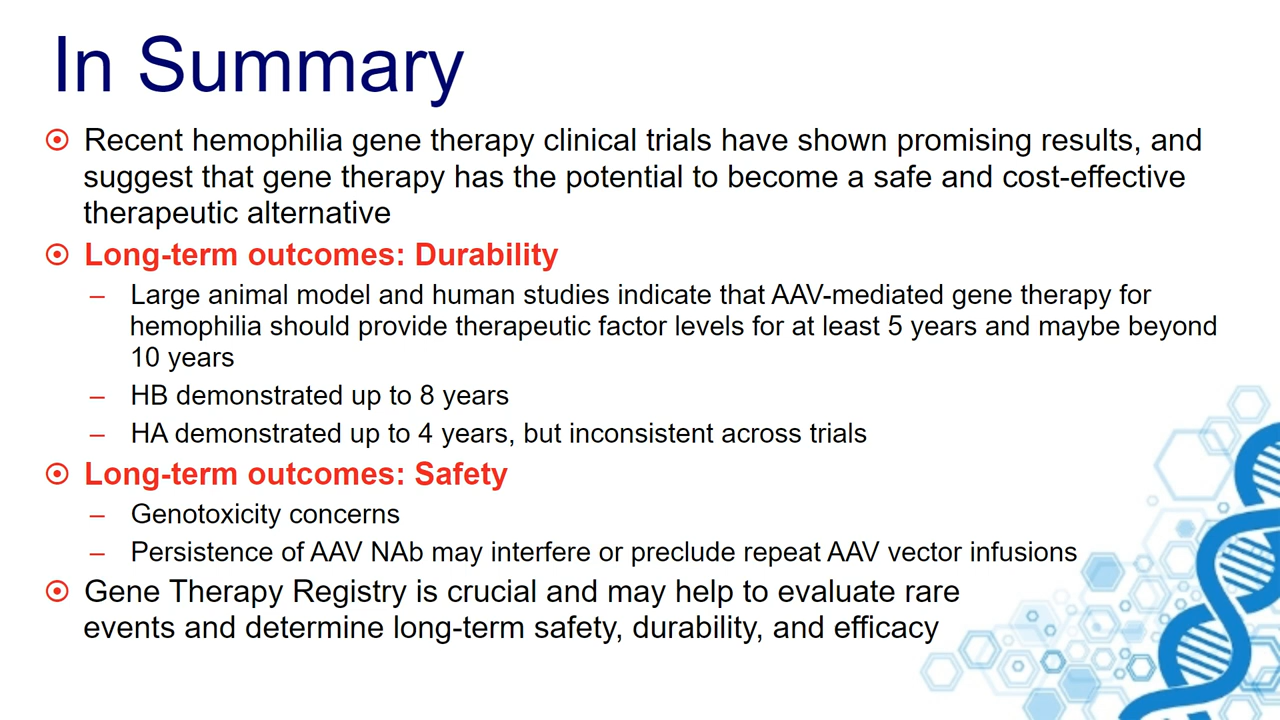 In Summary
Recent hemophilia gene therapy clinical trials have shown promising results, and
suggest that gene therapy has the potential to become a safe and cost-effective
therapeutic alternative
Long-term outcomes: Durability
– Large animal model and human studies indicate that AAV-mediated gene therapy for
hemophilia should provide therapeutic factor levels for at least 5 years and maybe beyond
10 years
– HB demonstrated up to 8 years
– HA demonstrated up to 4 years, but inconsistent across trials
Long-term outcomes: Safety
– Genotoxicity concerns
– Persistence of AAV NAb may interfere or preclude repeat AAV vector infusions
Gene Therapy Registry is crucial and may help to evaluate rare
events and determine long-term safety, durability, and efficacy